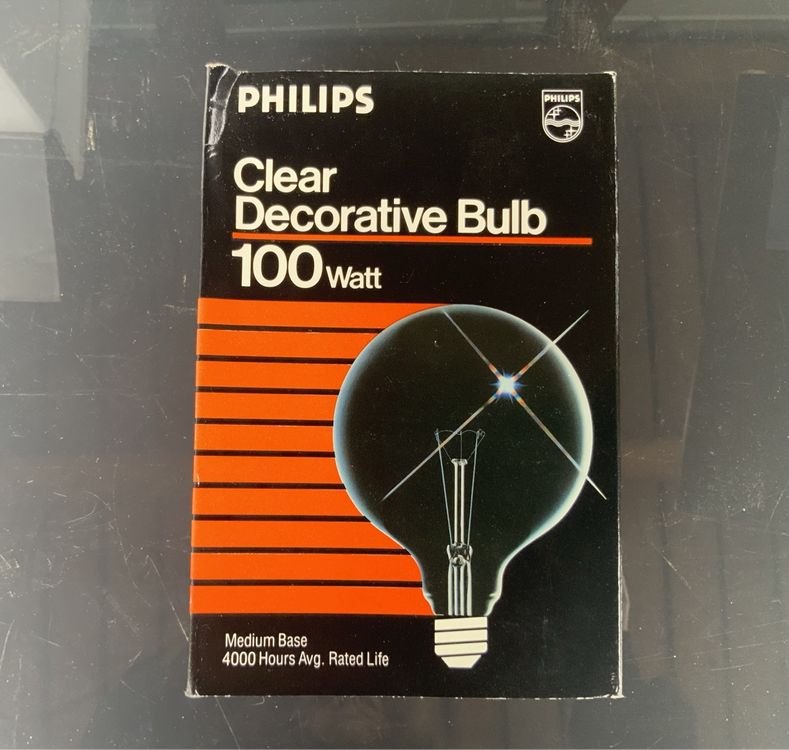 PHILIPS
PHILIPS
Clear
Decorative Bulb
100 Watt
Medium Base
4000 Hours Avg. Rated Life